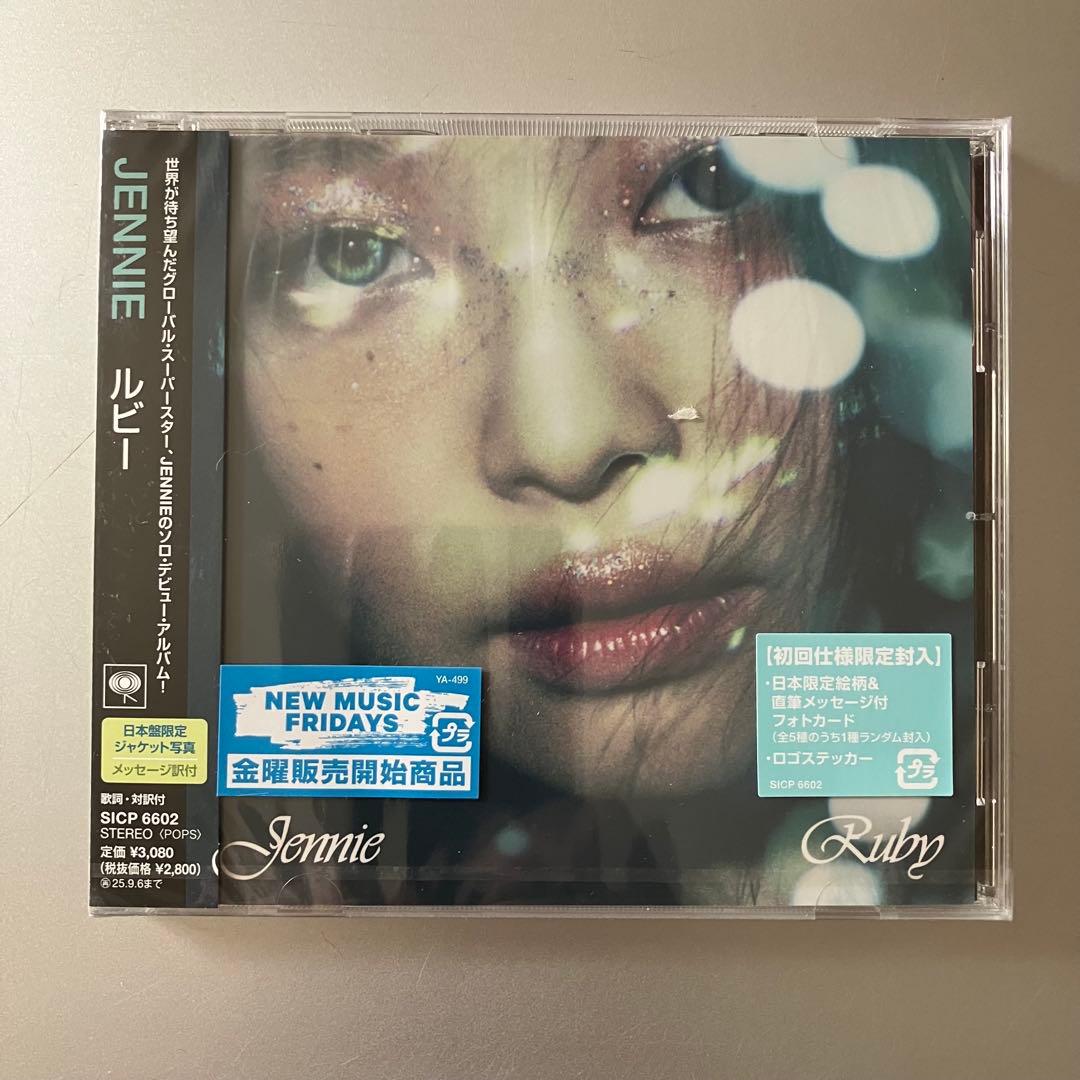 世界が待ち望んだグローバル・スーパースター、JENNIEのソロ・デビュー・アルバム！
JENNIE ルビー
日本盤限定
ジャケット写真
メッセージ訳付
歌詞・対訳付
SICP 6602
STEREO〈POPS〉
定価 ¥3,080
(税抜価格 ¥2,800)
再25.9.6まで
YA-499
NEW MUSIC
FRIDAYS
プラ
金曜販売開始商品
【初回仕様限定封入】
・日本限定絵柄&
直筆メッセージ付
フォトカード
(全5種のうち1種ランダム封入)
・ロゴステッカー
プラ
SICP 6602
Jennie
Ruby